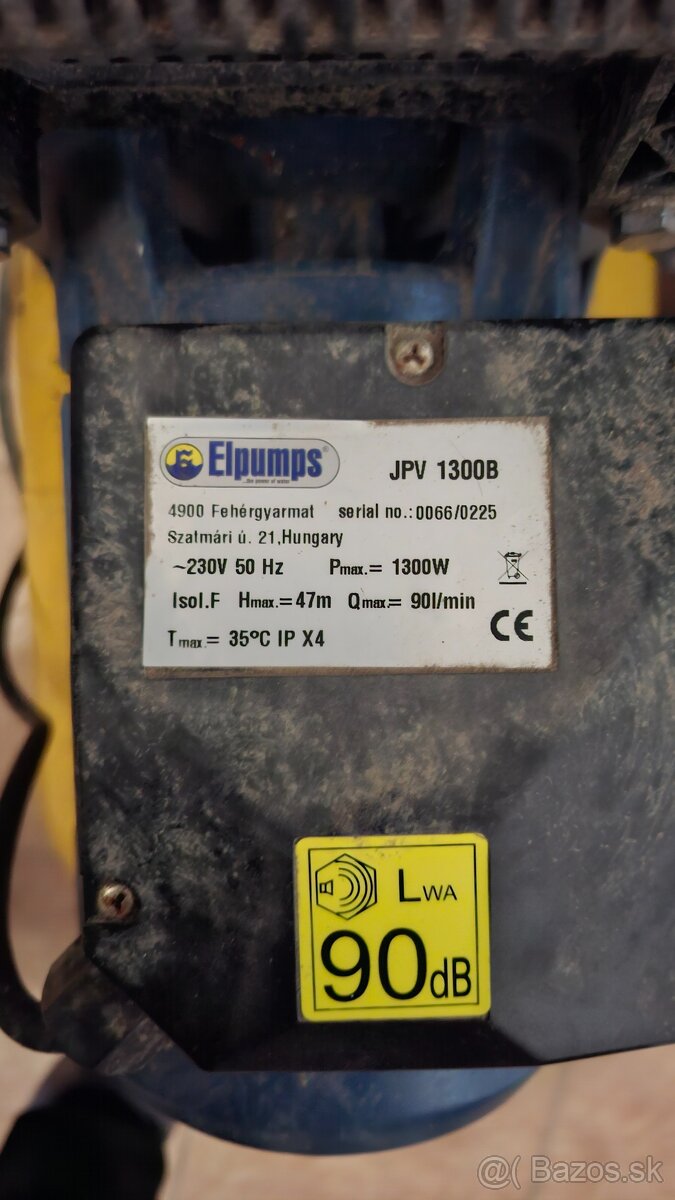 Elpumps®
...the power of water
JPV 1300B
4900 Fehérgyarmat serial no.:0066/0225
Szatmári ú. 21,Hungary
~230V 50 Hz Pmax.= 1300W
Isol.F Hmax.=47m Qmax.= 90l/min
CE
Tmax.= 35°C IP X4
LWA
90dB
@( Bazos.sk